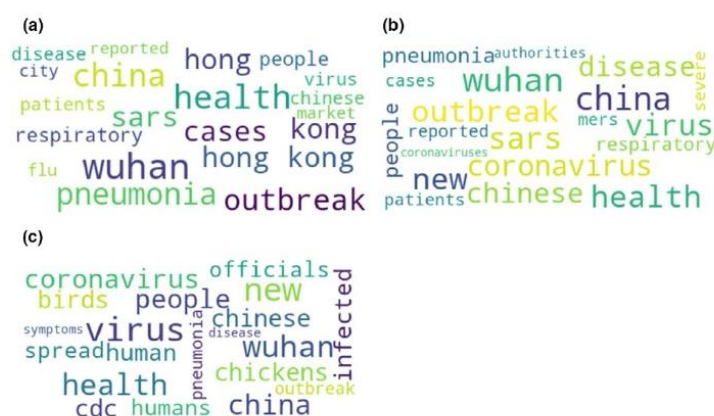 (a)
disease reported
city china hong people
virus
patients health chinese
market
sars
respiratory cases kong
flu wuhan hong kong
pneumonia outbreak
(b)
pneumonia authorities
cases wuhan disease severe
china
people outbreak mers virus
reported sars respiratory
coronaviruses coronavirus
new
patients chinese health
(c)
coronavirus officials
birds people new infected
symptoms virus pneumonia chinese
disease
spread human wuhan
chickens
health outbreak
cdc humans china